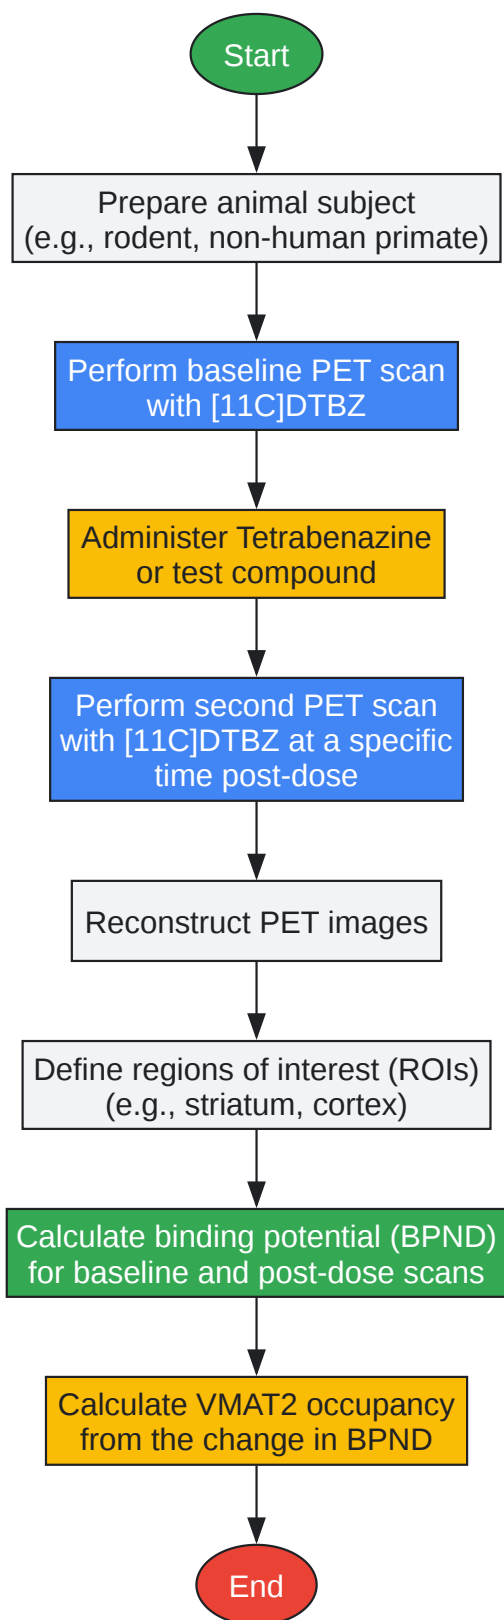 Start
Prepare animal subject
(e.g., rodent, non-human primate)
Perform baseline PET scan
with [11C]DTBZ
Administer Tetrabenazine
or test compound
Perform second PET scan
with [11C]DTBZ at a specific
time post-dose
Reconstruct PET images
Define regions of interest (ROIs)
(e.g., striatum, cortex)
Calculate binding potential (BPND)
for baseline and post-dose scans
Calculate VMAT2 occupancy
from the change in BPND
End